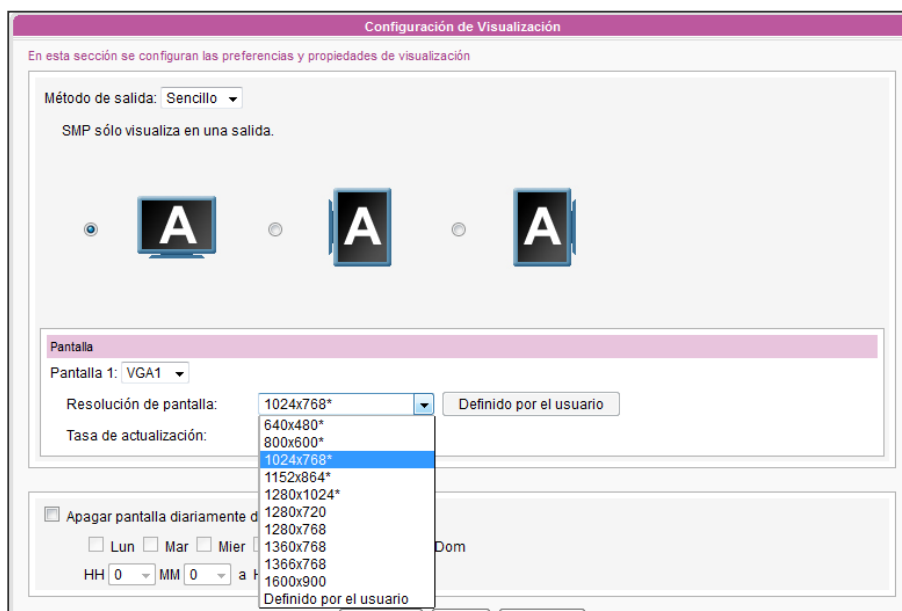 Configuración de Visualización
En esta sección se configuran las preferencias y propiedades de visualización
Método de salida: Sencillo
SMP sólo visualiza en una salida.
A A A
Pantalla
Pantalla 1: VGA1
Resolución de pantalla: 1024x768* Definido por el usuario
Tasa de actualización:
640x480*
800x600*
1024x768*
1152x864*
1280x1024*
1280x720
1280x768
1360x768
1366x768
1600x900
Definido por el usuario
Apagar pantalla diariamente d
Lun Mar Mier Dom
HH 0 MM 0 a H